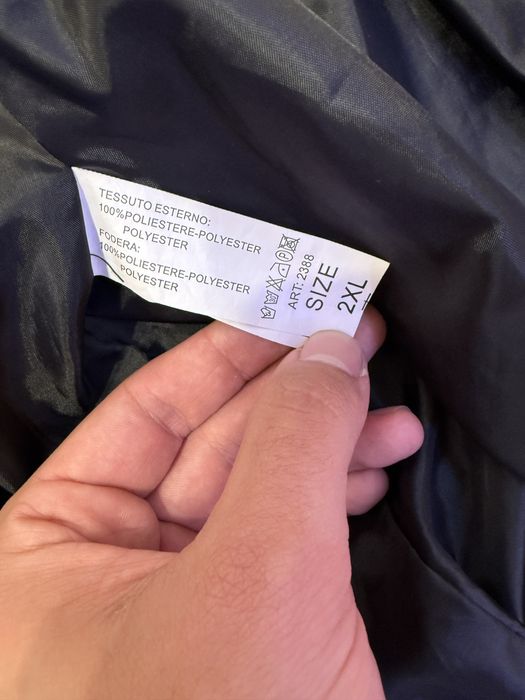 TESSUTO ESTERNO:
100%POLIESTERE-POLYESTER
POLYESTER
FODERA:
100%POLIESTERE-POLYESTER
POLYESTER
ART: 2388
SIZE
2XL